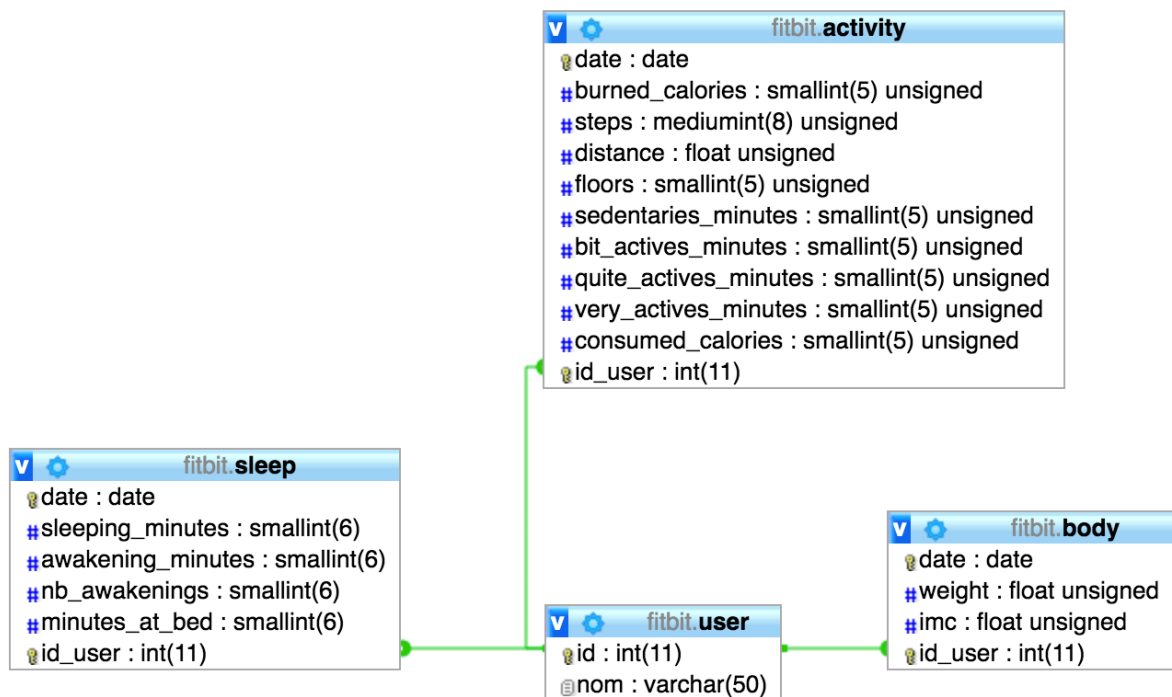 v fitbit.activity
date : date
#burned_calories : smallint(5) unsigned
#steps : mediumint(8) unsigned
#distance : float unsigned
#floors : smallint(5) unsigned
#sedentaries_minutes : smallint(5) unsigned
#bit_actives_minutes : smallint(5) unsigned
#quite_actives_minutes : smallint(5) unsigned
#very_actives_minutes : smallint(5) unsigned
#consumed_calories : smallint(5) unsigned
id_user : int(11)
v fitbit.sleep
date : date
#sleeping_minutes : smallint(6)
#awakening_minutes : smallint(6)
#nb_awakenings : smallint(6)
#minutes_at_bed : smallint(6)
id_user : int(11)
v fitbit.user
id : int(11)
nom : varchar(50)
v fitbit.body
date : date
#weight : float unsigned
#imc : float unsigned
id_user : int(11)